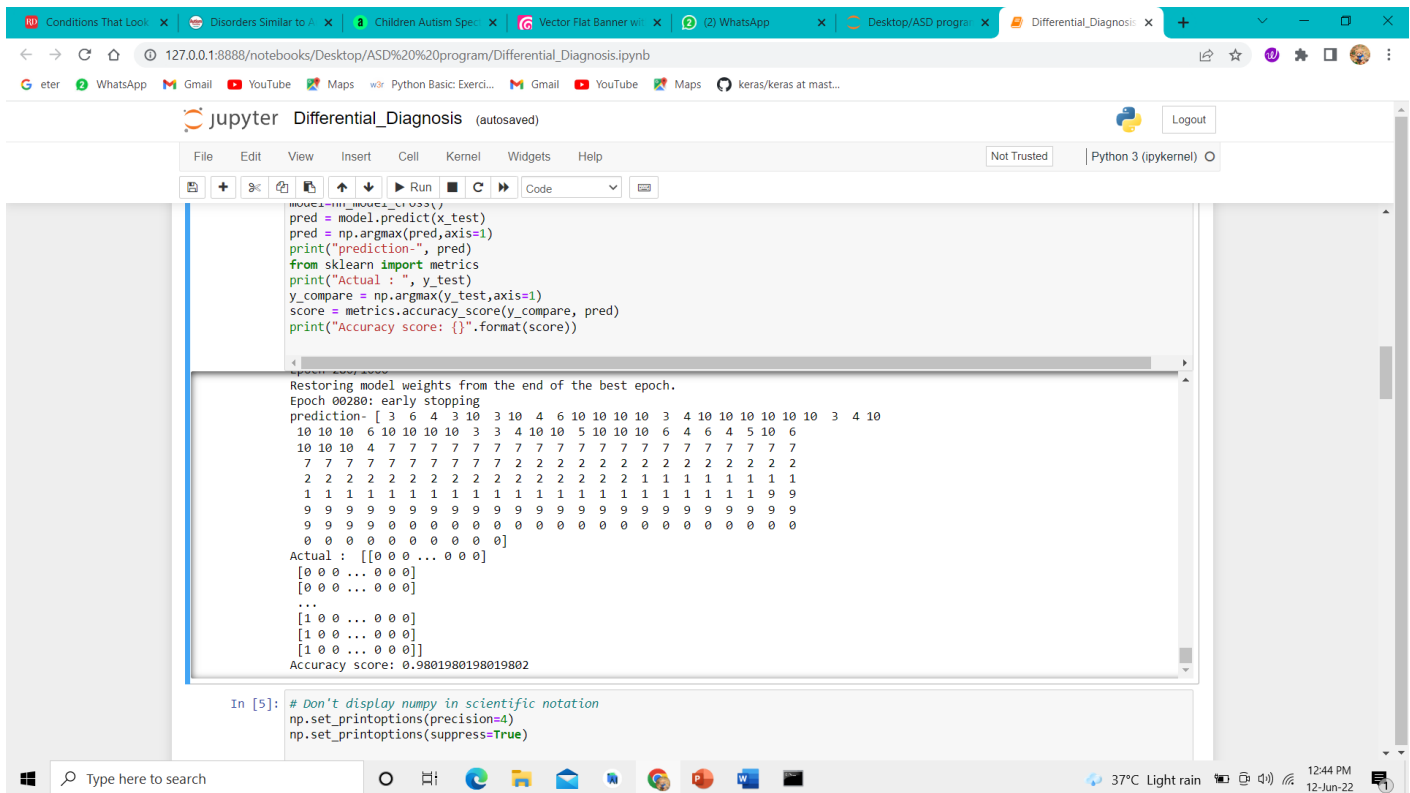 Conditions That Look
Disorders Similar to A
Children Autism Spect
Vector Flat Banner wit
(2) WhatsApp
Desktop/ASD progran
Differential_Diagnosis
127.0.0.1:8888/notebooks/Desktop/ASD%20%20program/Differential_Diagnosis.ipynb
eter
WhatsApp
Gmail
YouTube
Maps
w3r Python Basic: Exerci...
Gmail
YouTube
Maps
keras/keras at mast...
jupyter Differential_Diagnosis (autosaved)
Logout
File Edit View Insert Cell Kernel Widgets Help
Not Trusted
Python 3 (ipykernel)
Run
Code
model=nn_model_cross()
pred = model.predict(x_test)
pred = np.argmax(pred,axis=1)
print("prediction-", pred)
from sklearn import metrics
print("Actual : ", y_test)
y_compare = np.argmax(y_test,axis=1)
score = metrics.accuracy_score(y_compare, pred)
print("Accuracy score: {}".format(score))
Epoch 280/1000
Restoring model weights from the end of the best epoch.
Epoch 00280: early stopping
prediction- [ 3 6 4 3 10 3 10 4 6 10 10 10 10 3 4 10 10 10 10 10 10 3 4 10
10 10 10 6 10 10 10 10 3 3 4 10 10 5 10 10 10 6 4 6 4 5 10 6
10 10 10 4 7 7 7 7 7 7 7 7 7 7 7 7 7 7 7 7 7 7 7 7
7 7 7 7 7 7 7 7 7 7 2 2 2 2 2 2 2 2 2 2 2 2 2 2
2 2 2 2 2 2 2 2 2 2 2 2 2 2 2 2 1 1 1 1 1 1 1 1
1 1 1 1 1 1 1 1 1 1 1 1 1 1 1 1 1 1 1 1 1 1 9 9
9 9 9 9 9 9 9 9 9 9 9 9 9 9 9 9 9 9 9 9 9 9 9 9
9 9 9 9 0 0 0 0 0 0 0 0 0 0 0 0 0 0 0 0 0 0 0 0
0 0 0 0 0 0 0 0 0 0]
Actual : [[0 0 0 ... 0 0 0]
[0 0 0 ... 0 0 0]
[0 0 0 ... 0 0 0]
...
[1 0 0 ... 0 0 0]
[1 0 0 ... 0 0 0]
[1 0 0 ... 0 0 0]]
Accuracy score: 0.9801980198019802
In [5]: # Don't display numpy in scientific notation
np.set_printoptions(precision=4)
np.set_printoptions(suppress=True)
Type here to search
37°C Light rain
12:44 PM
12-Jun-22